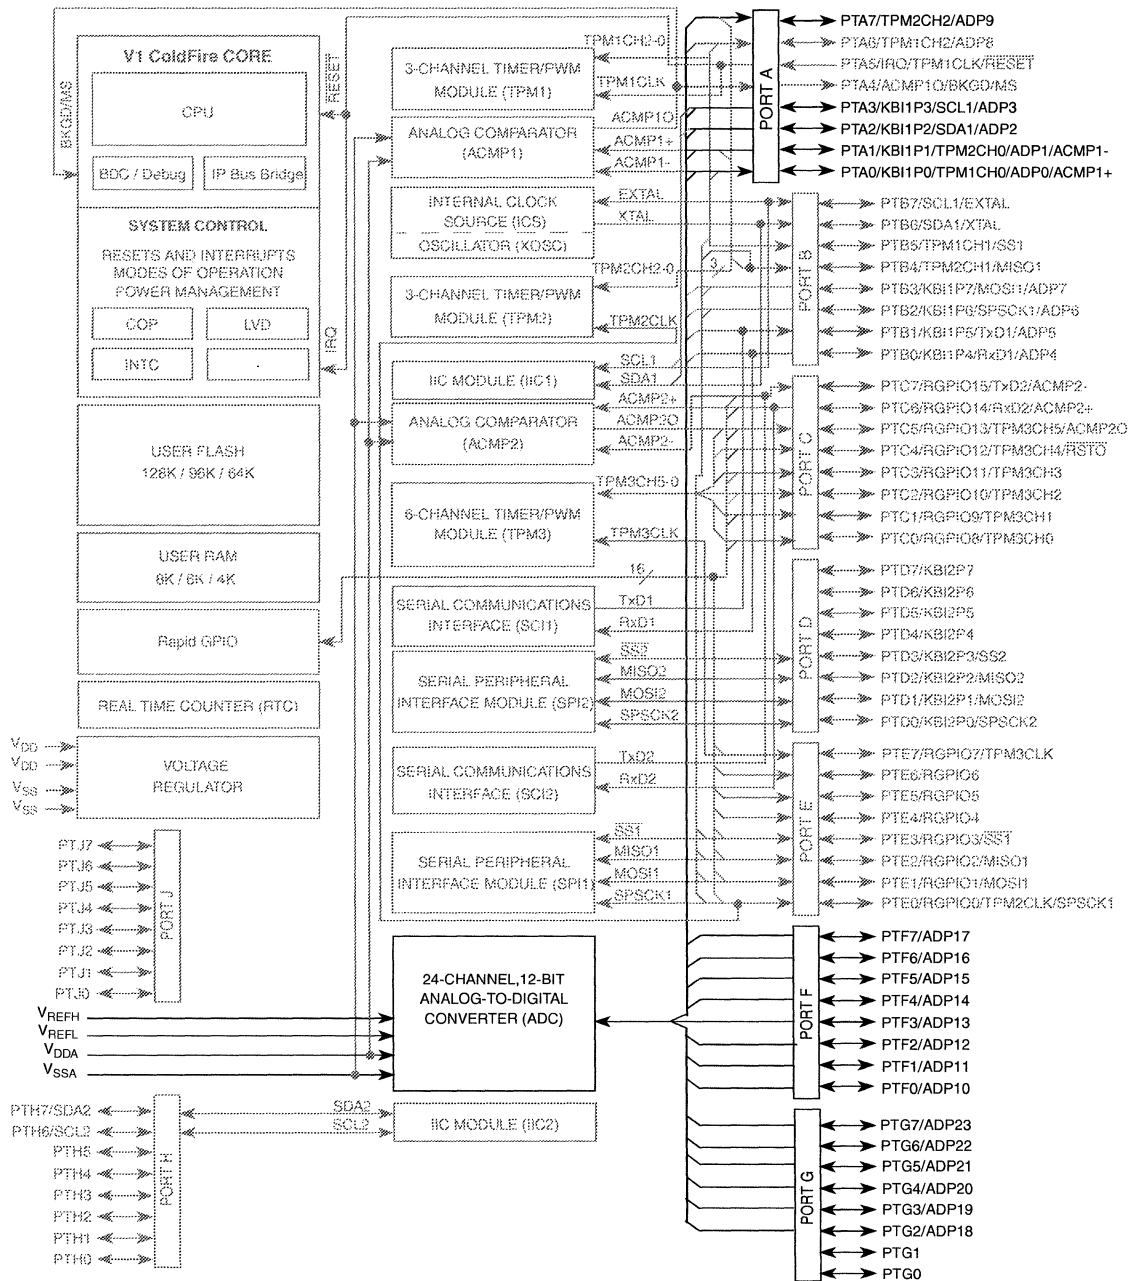 V1 ColdFire CORE
CPU
BDC / Debug
IP Bus Bridge
SYSTEM CONTROL
RESETS AND INTERRUPTS
MODES OF OPERATION
POWER MANAGEMENT
COP
LVD
INTC
BKGD/MS
RESET
IRQ
USER FLASH
128K / 96K / 64K
USER RAM
8K / 6K / 4K
Rapid GPIO
REAL TIME COUNTER (RTC)
VOLTAGE
REGULATOR
VDD
VDD
VSS
VSS
PTJ7
PTJ6
PTJ5
PTJ4
PTJ3
PTJ2
PTJ1
PTJ0
PORT J
VREFH
VREFL
VDDA
VSSA
PTH7/SDA2
PTH6/SCL2
PTH5
PTH4
PTH3
PTH2
PTH1
PTH0
PORT H
3-CHANNEL TIMER/PWM
MODULE (TPM1)
TPM1CH2-0
TPM1CLK
ANALOG COMPARATOR
(ACMP1)
ACMP1O
ACMP1+
ACMP1-
INTERNAL CLOCK
SOURCE (ICS)
OSCILLATOR (XOSC)
EXTAL
XTAL
3-CHANNEL TIMER/PWM
MODULE (TPM2)
TPM2CH2-0
3
TPM2CLK
IIC MODULE (IIC1)
SCL1
SDA1
ANALOG COMPARATOR
(ACMP2)
ACMP2+
ACMP2O
ACMP2-
6-CHANNEL TIMER/PWM
MODULE (TPM3)
TPM3CH5-0
TPM3CLK
16
SERIAL COMMUNICATIONS
INTERFACE (SCI1)
TxD1
RxD1
SERIAL PERIPHERAL
INTERFACE MODULE (SPI2)
SS2
MISO2
MOSI2
SPSCK2
SERIAL COMMUNICATIONS
INTERFACE (SCI2)
TxD2
RxD2
SERIAL PERIPHERAL
INTERFACE MODULE (SPI1)
SS1
MISO1
MOSI1
SPSCK1
24-CHANNEL,12-BIT
ANALOG-TO-DIGITAL
CONVERTER (ADC)
IIC MODULE (IIC2)
SDA2
SCL2
PORT A
PTA7/TPM2CH2/ADP9
PTA6/TPM1CH2/ADP8
PTA5/IRQ/TPM1CLK/RESET
PTA4/ACMP1O/BKGD/MS
PTA3/KBI1P3/SCL1/ADP3
PTA2/KBI1P2/SDA1/ADP2
PTA1/KBI1P1/TPM2CH0/ADP1/ACMP1-
PTA0/KBI1P0/TPM1CH0/ADP0/ACMP1+
PORT B
PTB7/SCL1/EXTAL
PTB6/SDA1/XTAL
PTB5/TPM1CH1/SS1
PTB4/TPM2CH1/MISO1
PTB3/KBI1P7/MOSI1/ADP7
PTB2/KBI1P6/SPSCK1/ADP6
PTB1/KBI1P5/TxD1/ADP5
PTB0/KBI1P4/RxD1/ADP4
PORT C
PTC7/RGPIO15/TxD2/ACMP2-
PTC6/RGPIO14/RxD2/ACMP2+
PTC5/RGPIO13/TPM3CH5/ACMP2O
PTC4/RGPIO12/TPM3CH4/RSTO
PTC3/RGPIO11/TPM3CH3
PTC2/RGPIO10/TPM3CH2
PTC1/RGPIO9/TPM3CH1
PTC0/RGPIO8/TPM3CH0
PORT D
PTD7/KBI2P7
PTD6/KBI2P6
PTD5/KBI2P5
PTD4/KBI2P4
PTD3/KBI2P3/SS2
PTD2/KBI2P2/MISO2
PTD1/KBI2P1/MOSI2
PTD0/KBI2P0/SPSCK2
PORT E
PTE7/RGPIO7/TPM3CLK
PTE6/RGPIO6
PTE5/RGPIO5
PTE4/RGPIO4
PTE3/RGPIO3/SS1
PTE2/RGPIO2/MISO1
PTE1/RGPIO1/MOSI1
PTE0/RGPIO0/TPM2CLK/SPSCK1
PORT F
PTF7/ADP17
PTF6/ADP16
PTF5/ADP15
PTF4/ADP14
PTF3/ADP13
PTF2/ADP12
PTF1/ADP11
PTF0/ADP10
PORT G
PTG7/ADP23
PTG6/ADP22
PTG5/ADP21
PTG4/ADP20
PTG3/ADP19
PTG2/ADP18
PTG1
PTG0